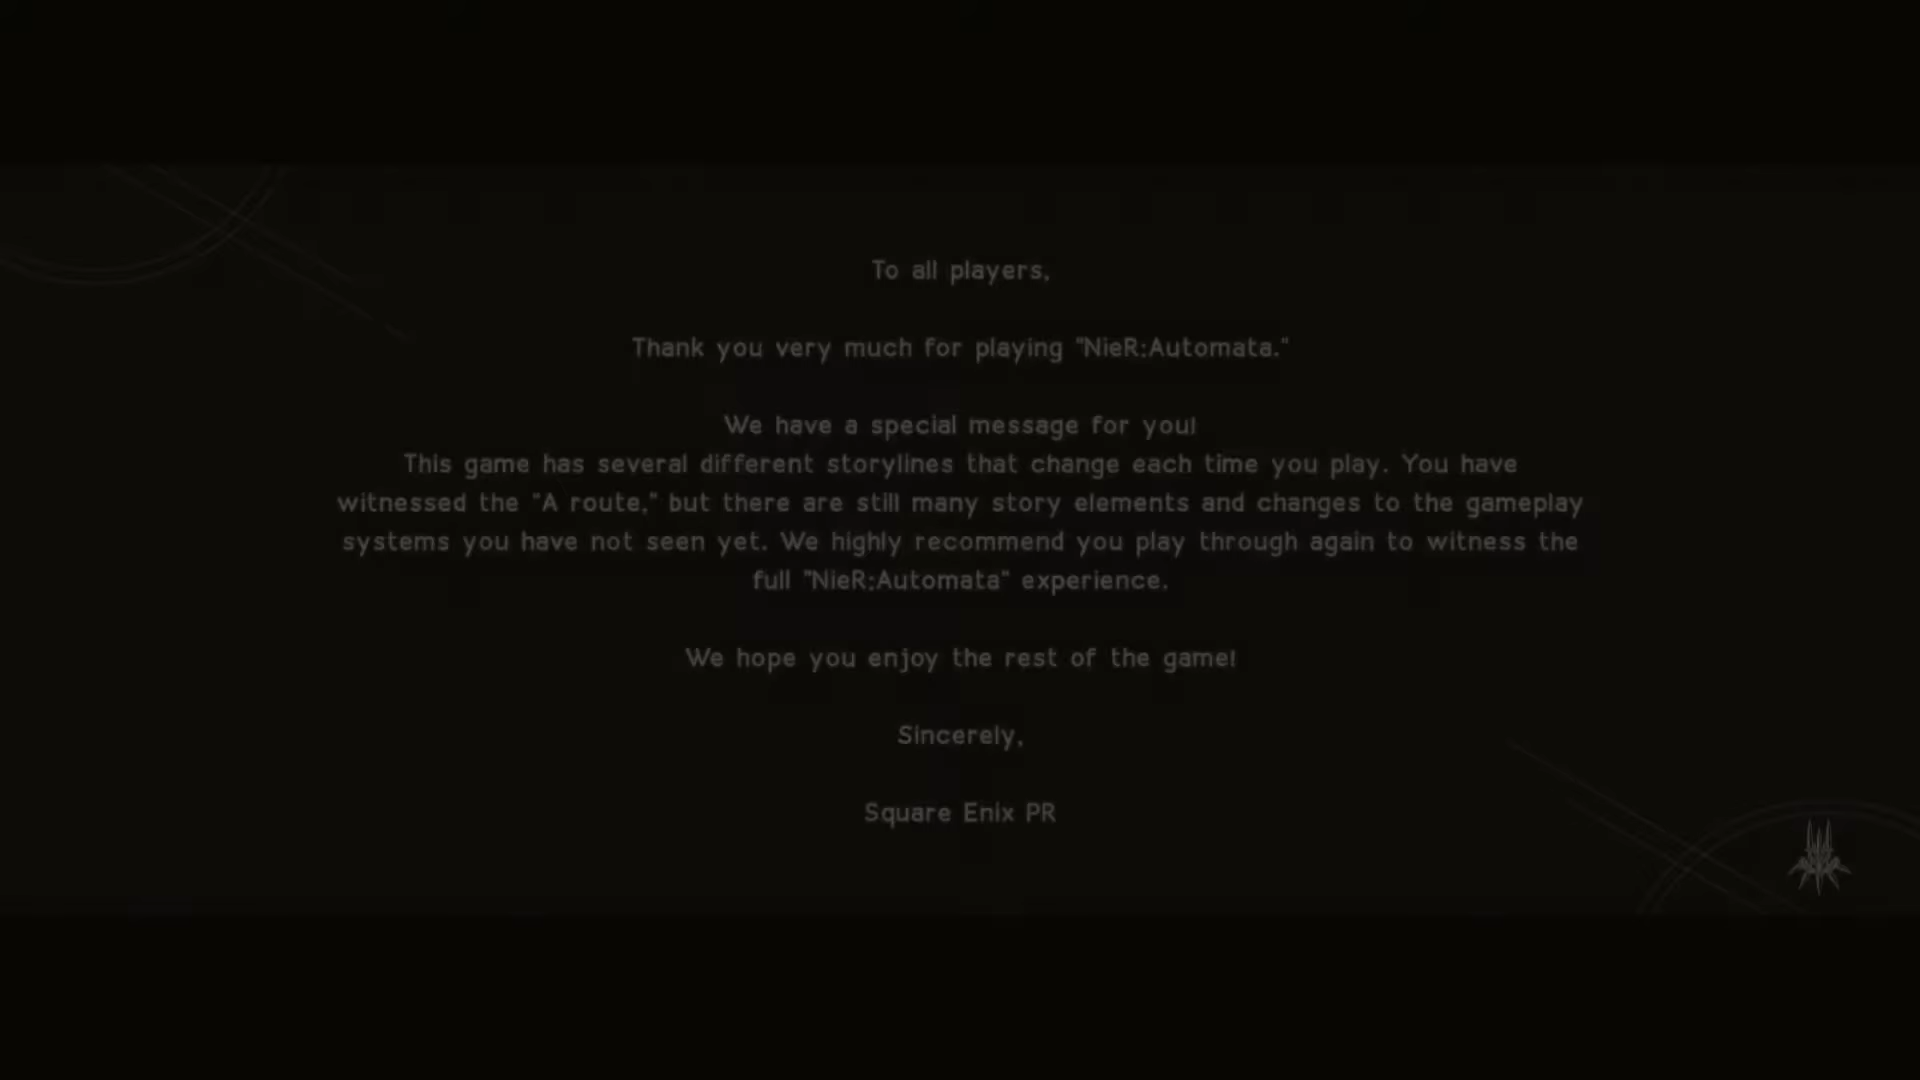 To all players,
Thank you very much for playing "NieR:Automata."
We have a special message for you!
This game has several different storylines that change each time you play. You have
witnessed the "A route," but there are still many story elements and changes to the gameplay
systems you have not seen yet. We highly recommend you play through again to witness the
full "NieR:Automata" experience.
We hope you enjoy the rest of the game!
Sincerely,
Square Enix PR